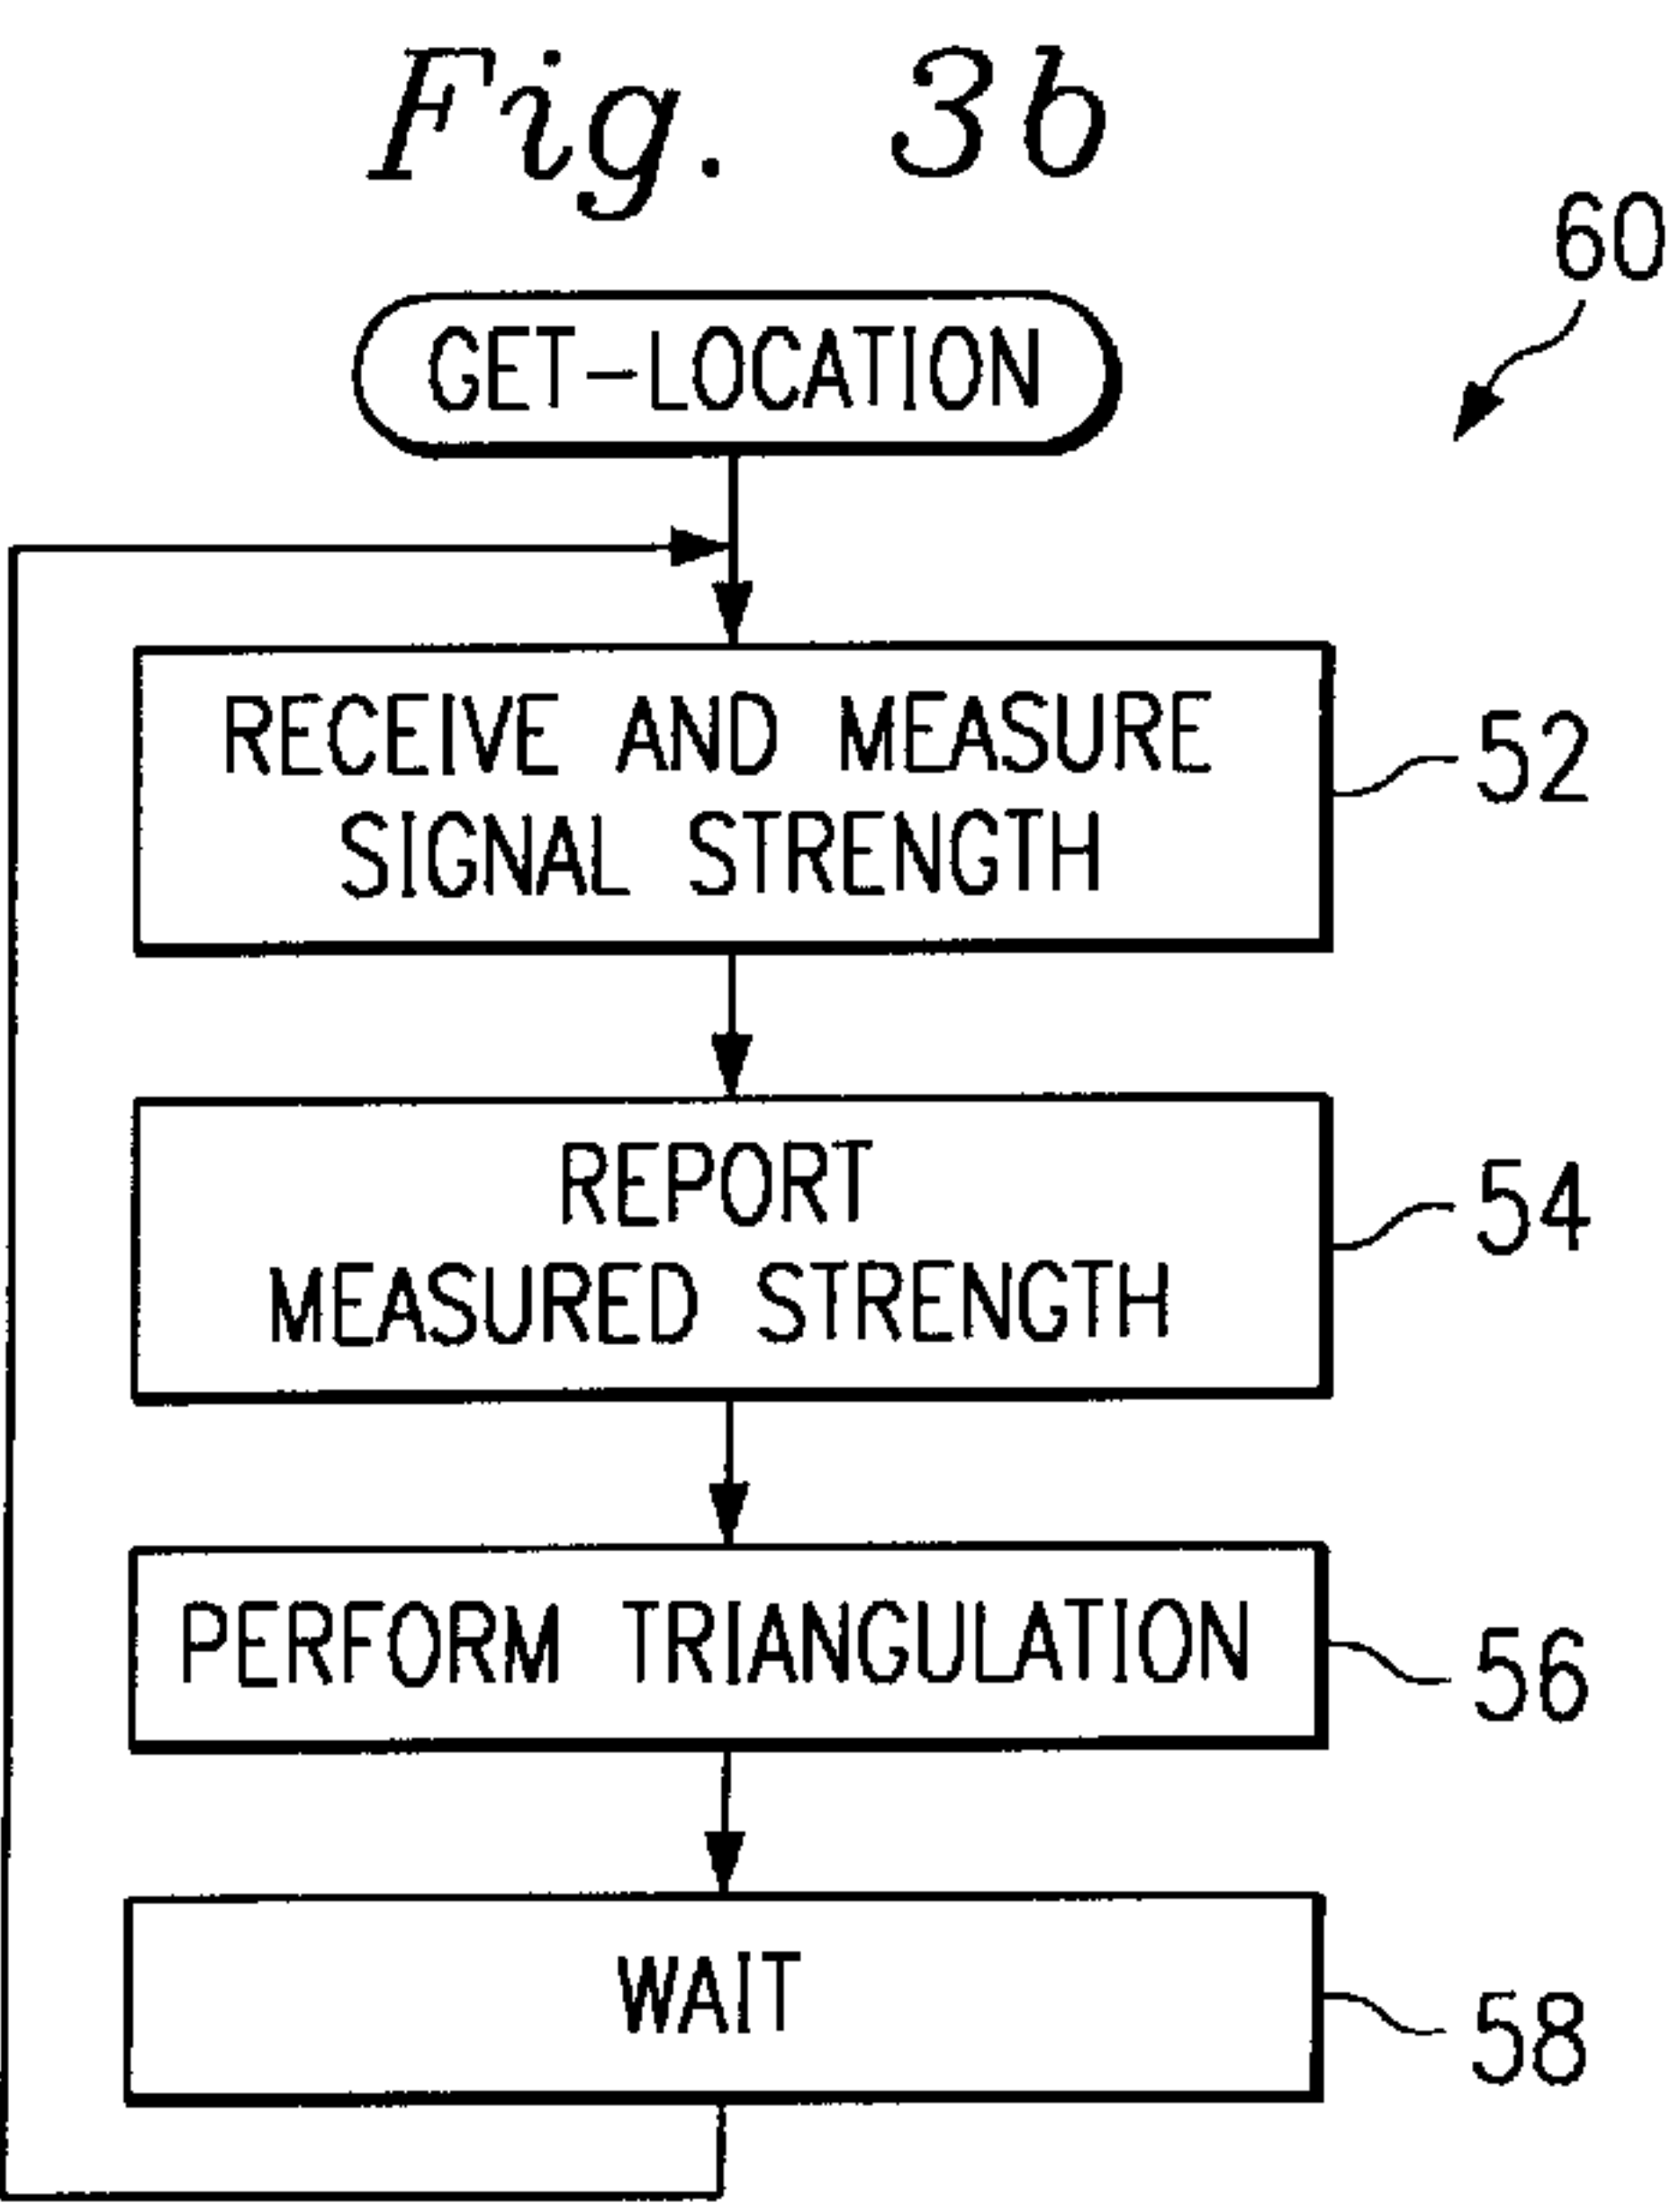 Fig. 3b
60
GET-LOCATION
RECEIVE AND MEASURE
SIGNAL STRENGTH
52
REPORT
MEASURED STRENGTH
54
PERFORM TRIANGULATION
56
WAIT
58